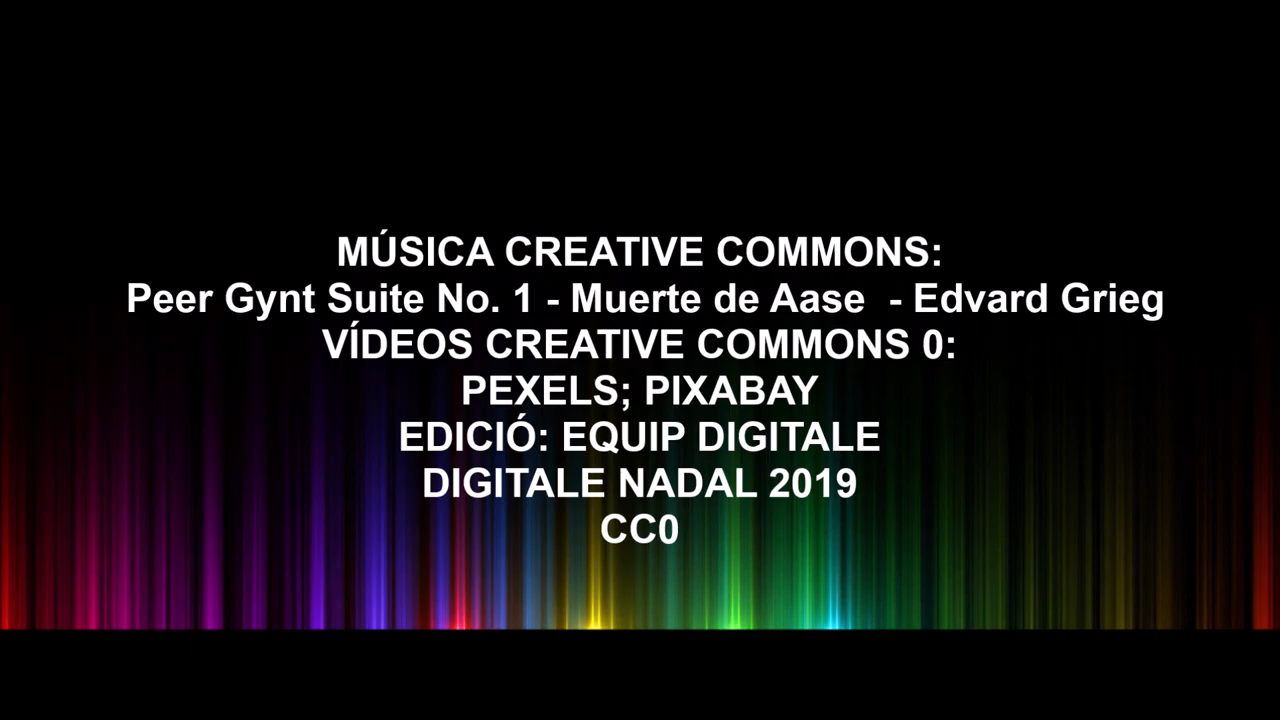 MÚSICA CREATIVE COMMONS:
Peer Gynt Suite No. 1 - Muerte de Aase  - Edvard Grieg
VÍDEOS CREATIVE COMMONS 0:
PEXELS; PIXABAY
EDICIÓ: EQUIP DIGITALE
DIGITALE NADAL 2019
CC0